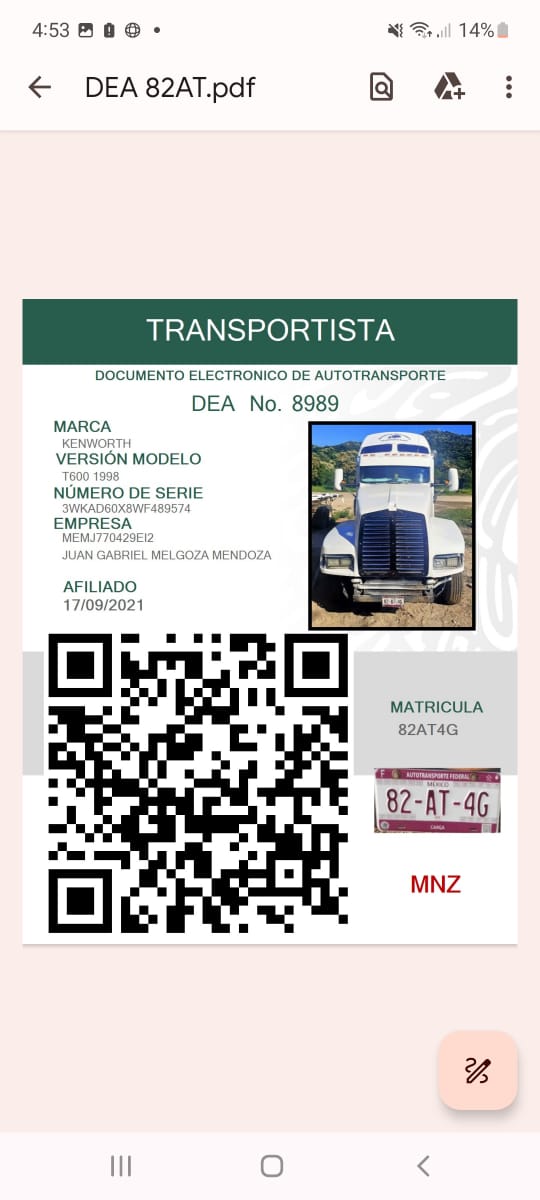 4:53
14%
DEA 82AT.pdf
TRANSPORTISTA
DOCUMENTO ELECTRONICO DE AUTOTRANSPORTE
DEA No. 8989
MARCA
KENWORTH
VERSIÓN MODELO
T600 1998
NÚMERO DE SERIE
3WKAD60X8WF489574
EMPRESA
MEMJ770429EI2
JUAN GABRIEL MELGOZA MENDOZA
AFILIADO
17/09/2021
MATRICULA
82AT4G
F AUTOTRANSPORTE FEDERAL
MÉXICO
82-AT-4G
CARGA
MNZ